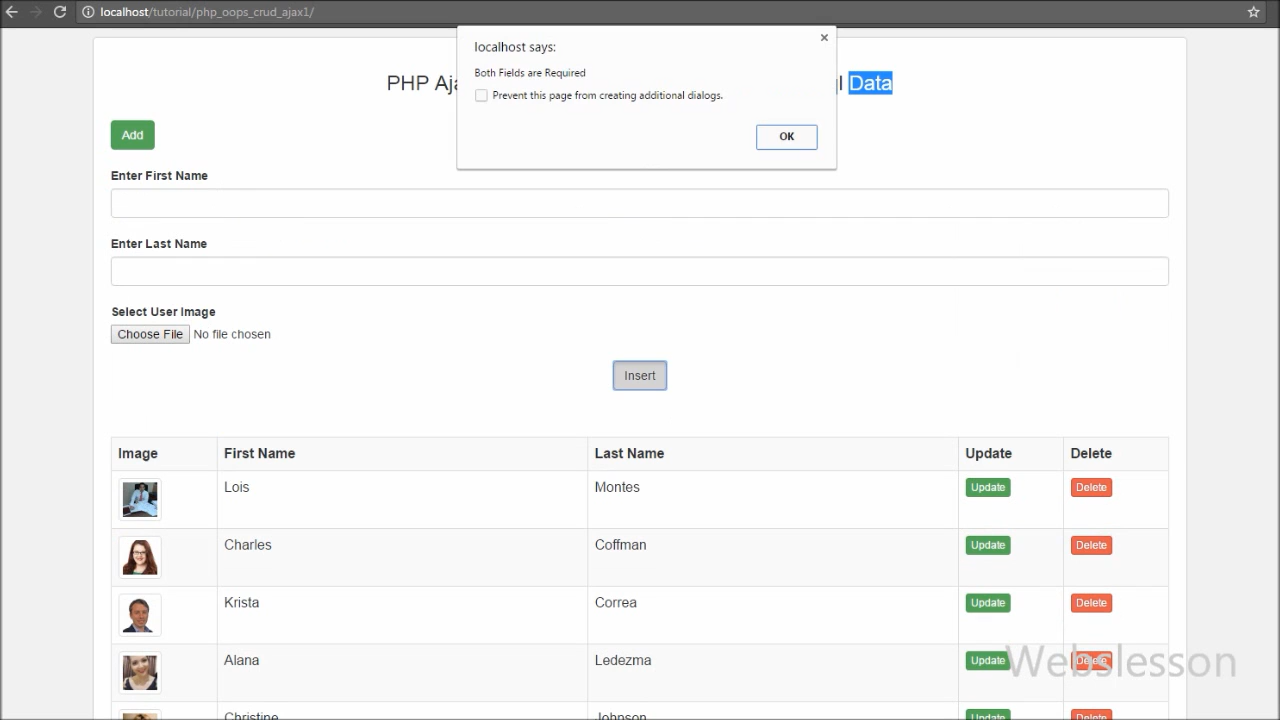 localhost/tutorial/php_oops_crud_ajax1/
localhost says:
Both Fields are Required
Prevent this page from creating additional dialogs.
OK
PHP Data
Add
Enter First Name
Enter Last Name
Select User Image
Choose File No file chosen
Insert
Image First Name Last Name Update Delete
Lois Montes Update Delete
Charles Coffman Update Delete
Krista Correa Update Delete
Alana Ledezma Update Delete
Christine Johnson Update Delete
Webslesson